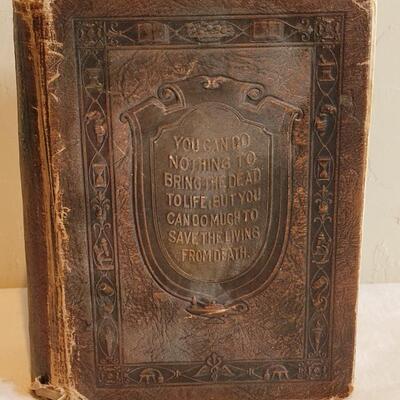 YOU CAN DO
NOTHING TO
BRING THE DEAD
TO LIFE, BUT YOU
CAN DO MUCH TO
SAVE THE LIVING
FROM DEATH.